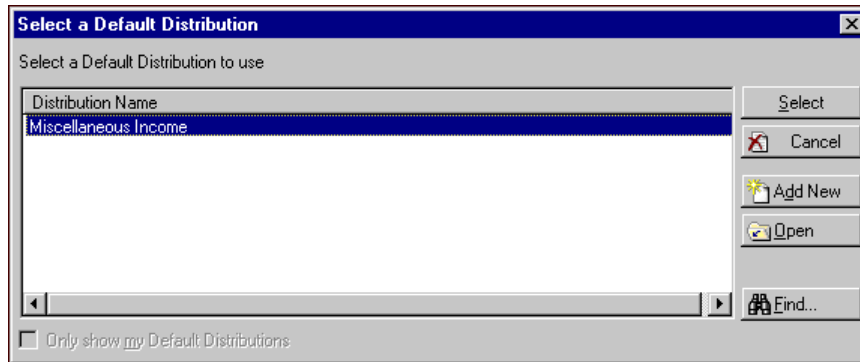 Select a Default Distribution
Select a Default Distribution to use
Distribution Name
Miscellaneous Income
Select
Cancel
Add New
Open
Find...
Only show my Default Distributions